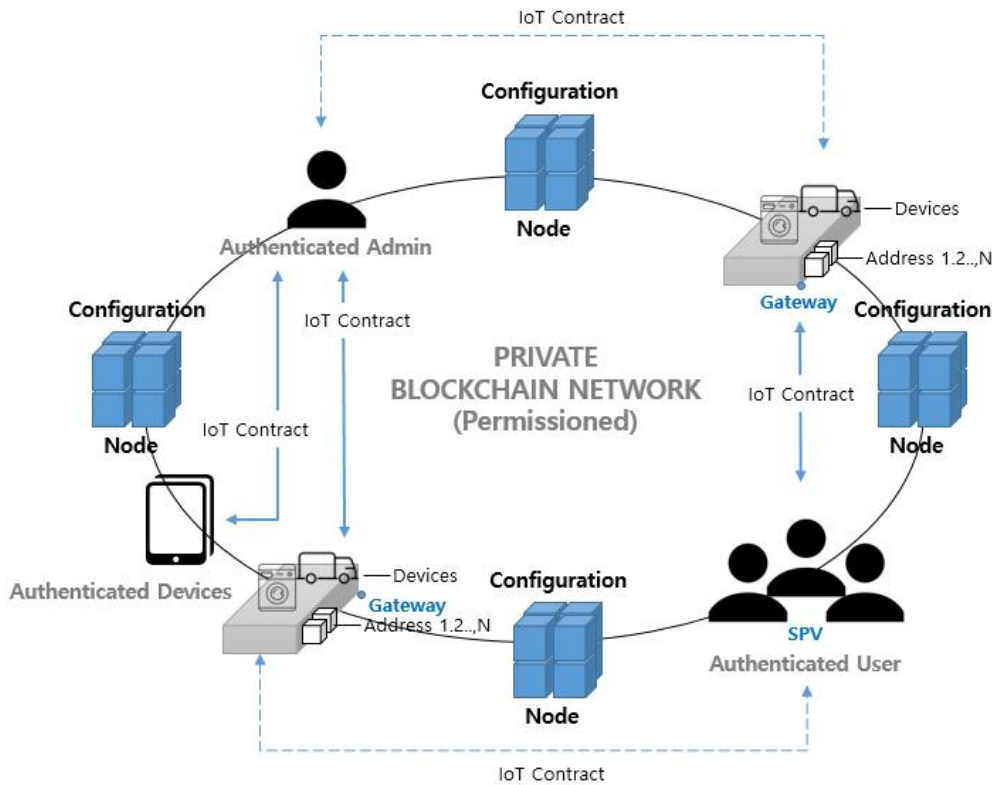 IoT Contract
Configuration
Node
Authenticated Admin
Devices
Address 1.2..,N
Gateway
Configuration
Node
Configuration
Node
IoT Contract
PRIVATE
BLOCKCHAIN NETWORK
(Permissioned)
IoT Contract
IoT Contract
Authenticated Devices
Devices
Gateway
Address 1.2..,N
Configuration
Node
SPV
Authenticated User
IoT Contract